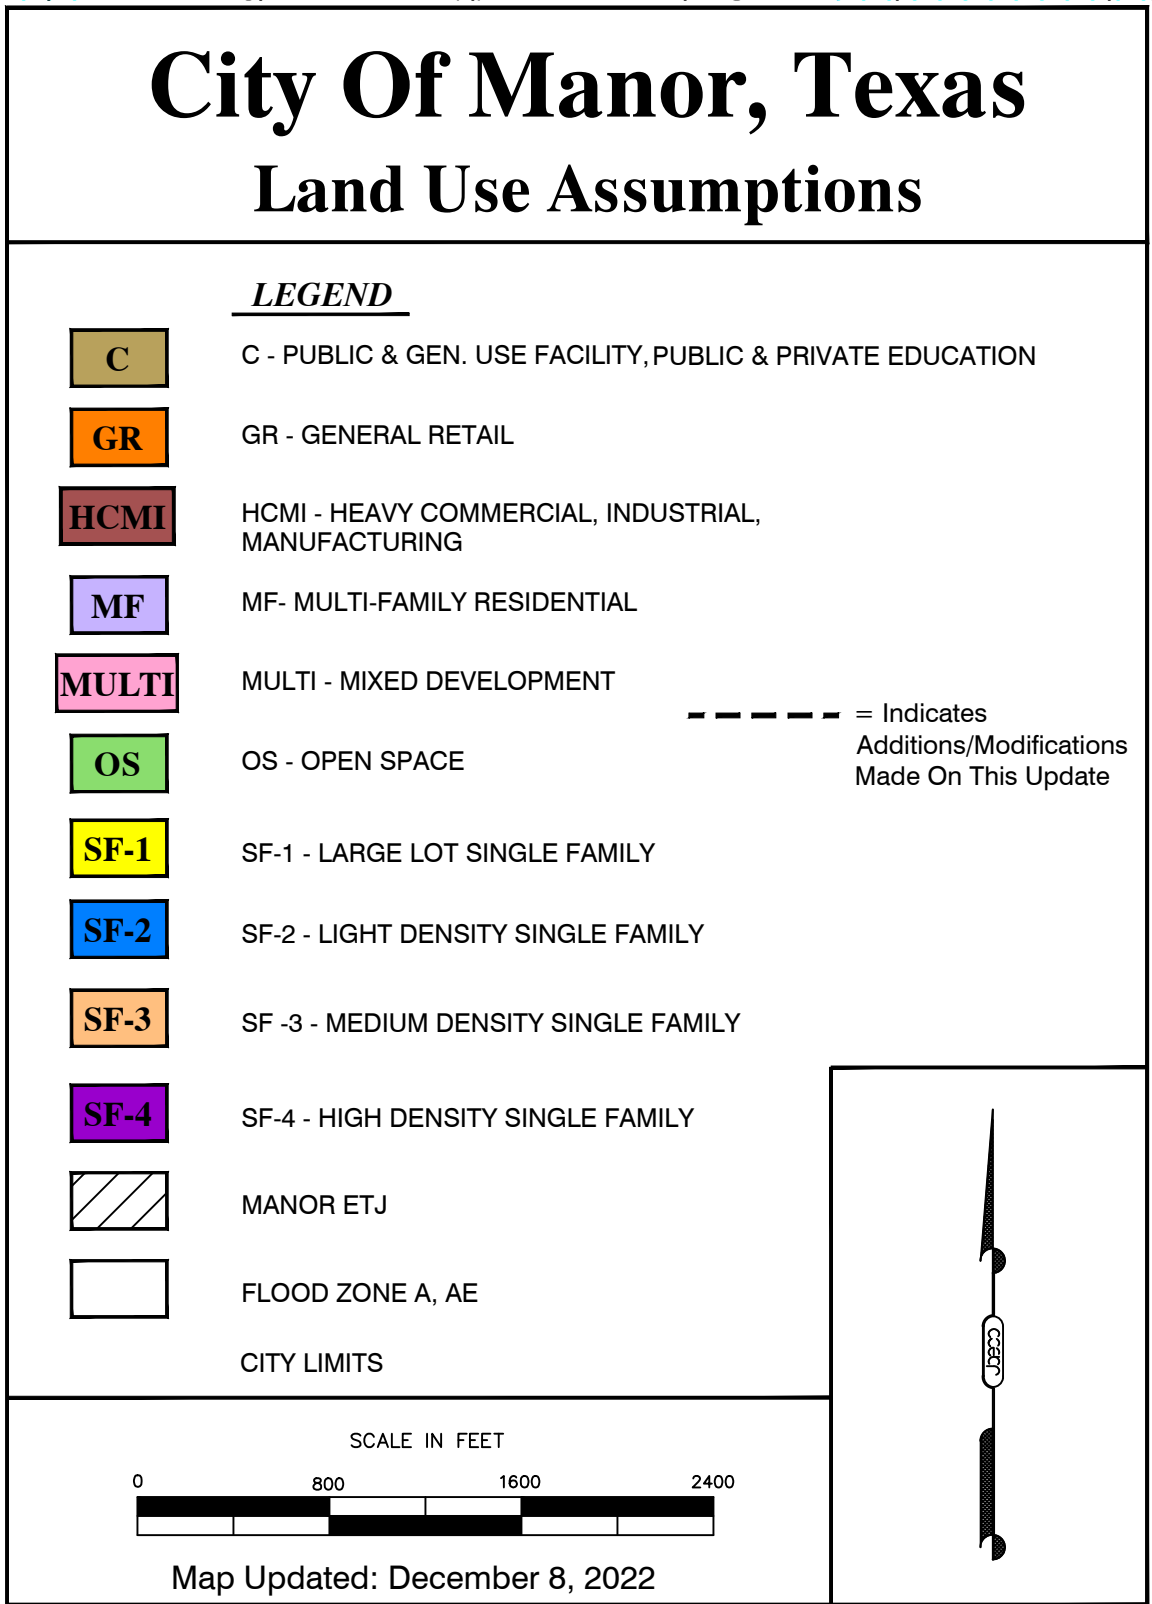 City Of Manor, Texas
Land Use Assumptions
LEGEND
C C - PUBLIC & GEN. USE FACILITY, PUBLIC & PRIVATE EDUCATION
GR GR - GENERAL RETAIL
HCMI HCMI - HEAVY COMMERCIAL, INDUSTRIAL,
MANUFACTURING
MF MF- MULTI-FAMILY RESIDENTIAL
MULTI MULTI - MIXED DEVELOPMENT
= Indicates
Additions/Modifications
Made On This Update
OS OS - OPEN SPACE
SF-1 SF-1 - LARGE LOT SINGLE FAMILY
SF-2 SF-2 - LIGHT DENSITY SINGLE FAMILY
SF-3 SF -3 - MEDIUM DENSITY SINGLE FAMILY
SF-4 SF-4 - HIGH DENSITY SINGLE FAMILY
MANOR ETJ
FLOOD ZONE A, AE
CITY LIMITS
SCALE IN FEET
0 800 1600 2400
Map Updated: December 8, 2022